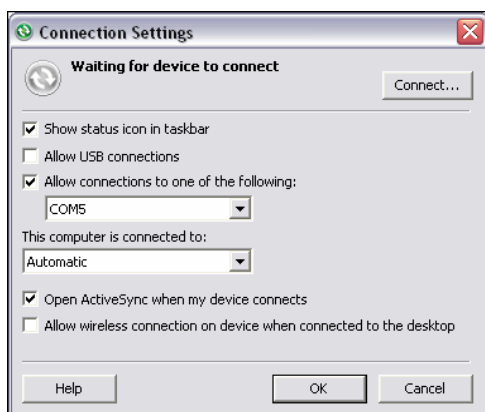 Connection Settings
Waiting for device to connect
Connect...
Show status icon in taskbar
Allow USB connections
Allow connections to one of the following:
COM5
This computer is connected to:
Automatic
Open ActiveSync when my device connects
Allow wireless connection on device when connected to the desktop
Help OK Cancel